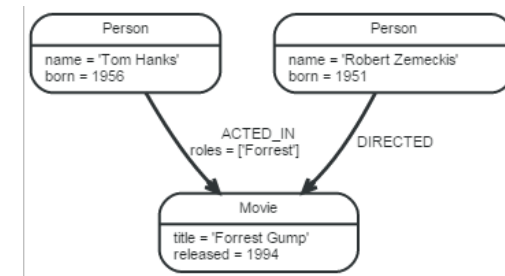 Person
name = 'Tom Hanks'
born = 1956
Person
name = 'Robert Zemeckis'
born = 1951
ACTED_IN
roles = ['Forrest']
DIRECTED
Movie
title = 'Forrest Gump'
released = 1994